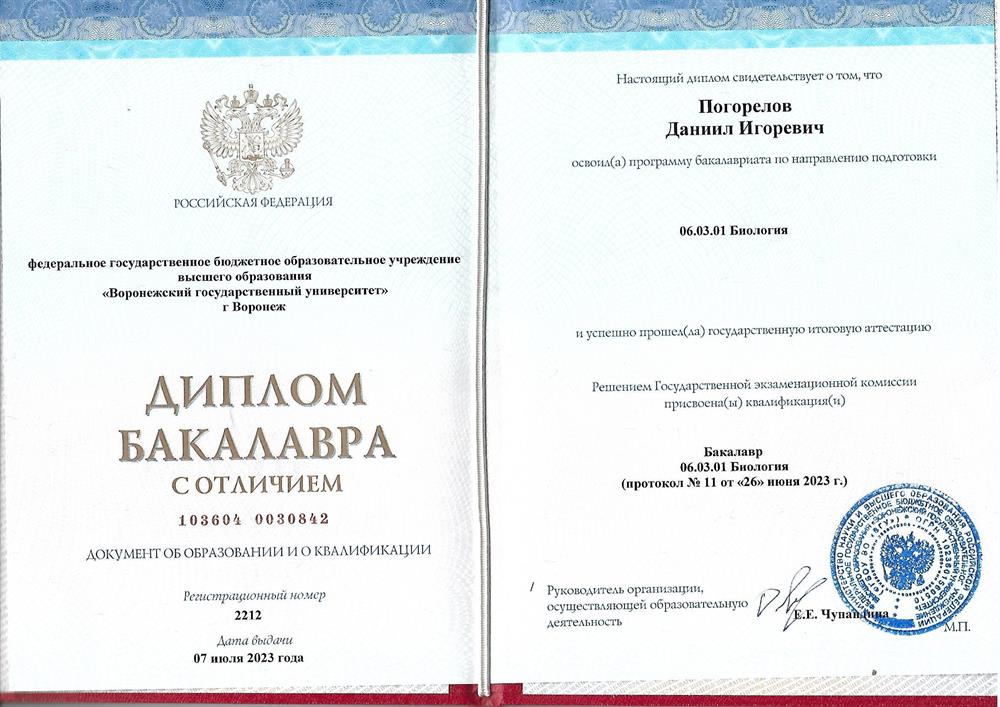 РОССИЙСКАЯ ФЕДЕРАЦИЯ
федеральное государственное бюджетное образовательное учреждение
высшего образования
«Воронежский государственный университет»
г Воронеж
ДИПЛОМ
БАКАЛАВРА
С ОТЛИЧИЕМ
103604 0030842
ДОКУМЕНТ ОБ ОБРАЗОВАНИИ И О КВАЛИФИКАЦИИ
Регистрационный номер
2212
Дата выдачи
07 июля 2023 года
Настоящий диплом свидетельствует о том, что
Погорелов
Даниил Игоревич
освоил(а) программу бакалавриата по направлению подготовки
06.03.01 Биология
и успешно прошел(ла) государственную итоговую аттестацию
Решением Государственной экзаменационной комиссии
присвоена(ы) квалификация(и)
Бакалавр
06.03.01 Биология
(протокол № 11 от «26» июня 2023 г.)
Руководитель организации,
осуществляющей образовательную
деятельность
Е.Е. Чупандина
М.П.